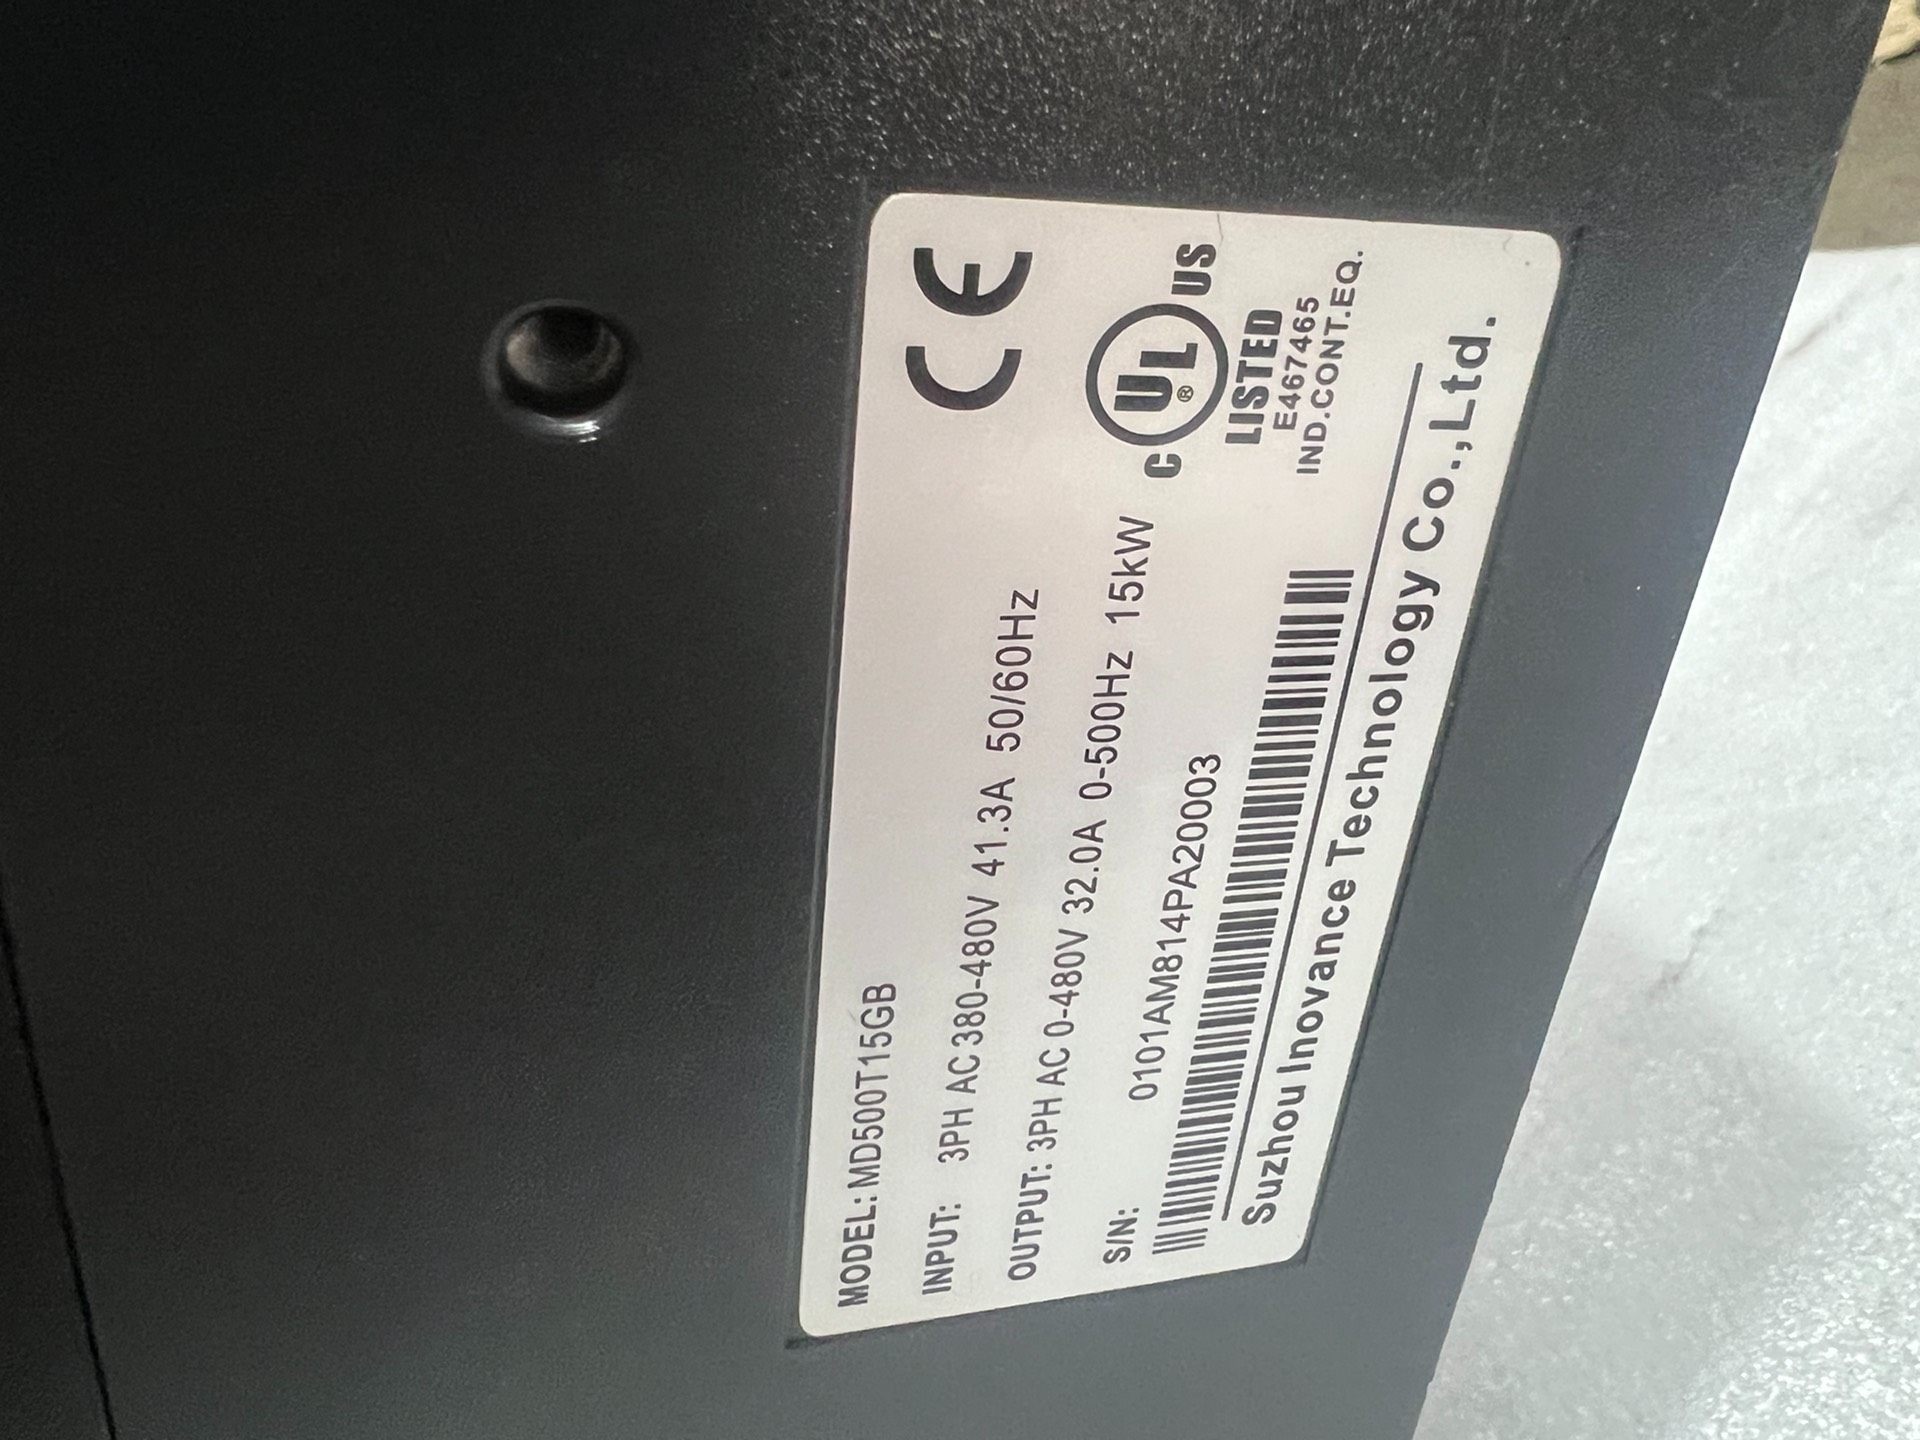 MODEL: MD500T15GB
INPUT: 3PH AC 380-480V 41.3A 50/60Hz
OUTPUT: 3PH AC 0-480V 32.0A 0-500Hz 15kW
S/N: 0101AM814PA20003
CE
C UL® US
LISTED
E467465
IND.CONT.EQ.
Suzhou Inovance Technology Co.,Ltd.